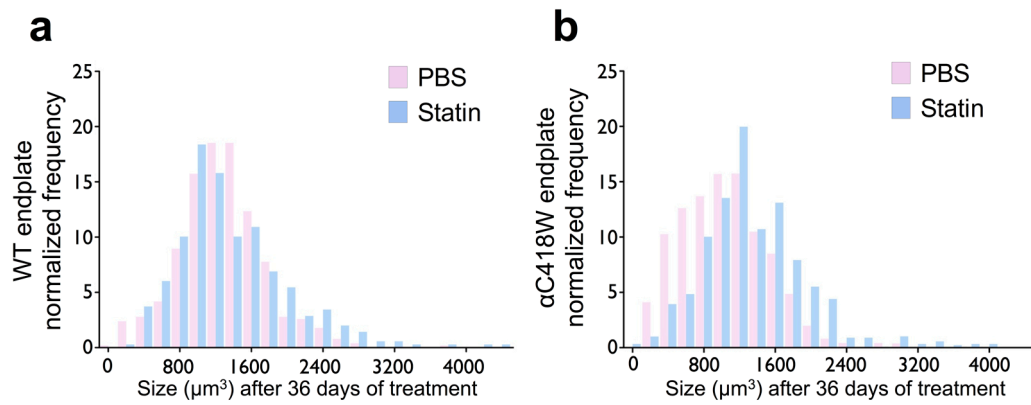 a
25
20
15
10
5
0
WT endplate
normalized frequency
PBS
Statin
0 800 1600 2400 3200 4000
Size (μm³) after 36 days of treatment
b
25
20
15
10
5
0
αC418W endplate
normalized frequency
PBS
Statin
0 800 1600 2400 3200 4000
Size (μm³) after 36 days of treatment